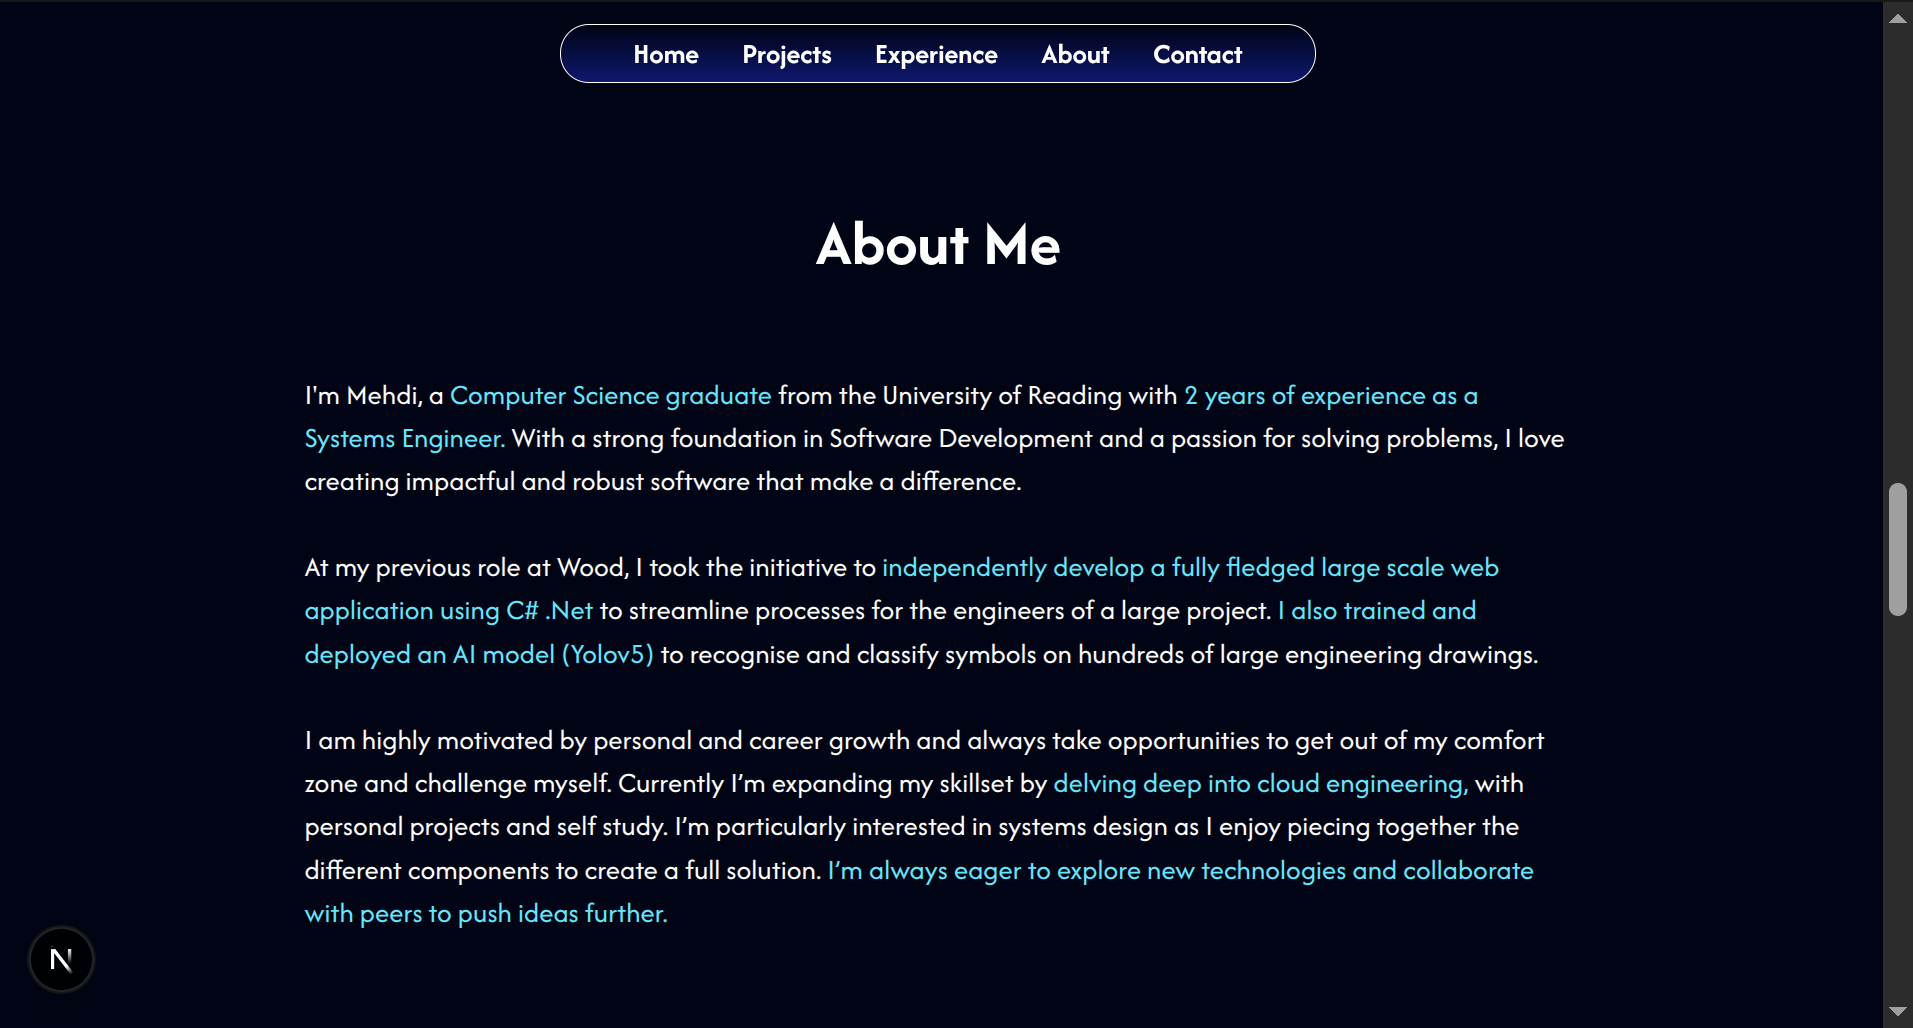 Home Projects Experience About Contact
About Me
I'm Mehdi, a Computer Science graduate from the University of Reading with 2 years of experience as a
Systems Engineer. With a strong foundation in Software Development and a passion for solving problems, I love
creating impactful and robust software that make a difference.
At my previous role at Wood, I took the initiative to independently develop a fully fledged large scale web
application using C# .Net to streamline processes for the engineers of a large project. I also trained and
deployed an AI model (Yolov5) to recognise and classify symbols on hundreds of large engineering drawings.
I am highly motivated by personal and career growth and always take opportunities to get out of my comfort
zone and challenge myself. Currently I’m expanding my skillset by delving deep into cloud engineering, with
personal projects and self study. I’m particularly interested in systems design as I enjoy piecing together the
different components to create a full solution. I’m always eager to explore new technologies and collaborate
with peers to push ideas further.
N